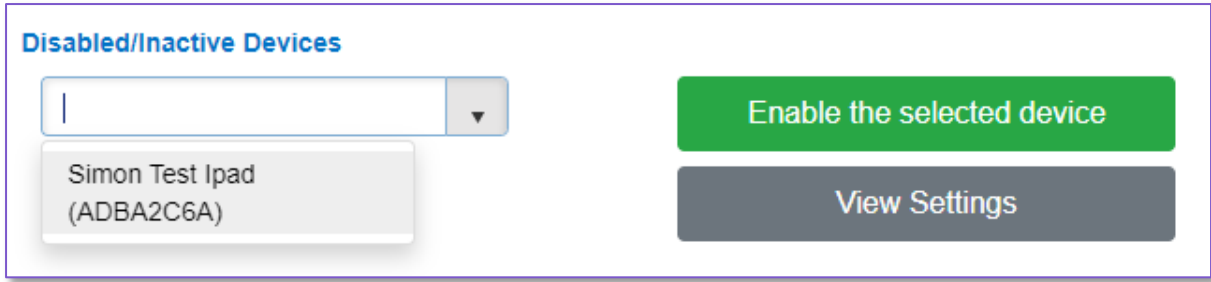 Disabled/Inactive Devices
Enable the selected device
Simon Test Ipad
(ADBA2C6A)
View Settings